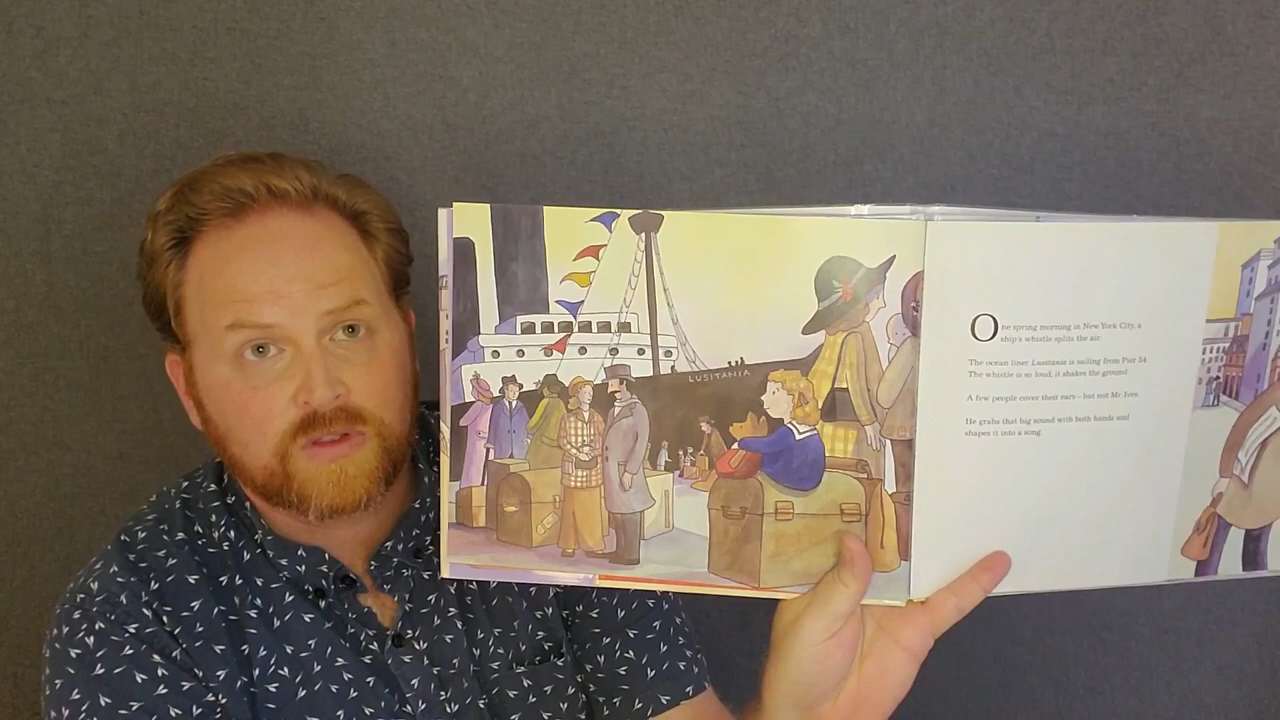 LUSITANIA
One spring morning in New York City, a
ship's whistle splits the air.
The ocean liner Lusitania is sailing from Pier 54.
The whistle is so loud, it shakes the ground.
A few people cover their ears – but not Mr. Ives.
He grabs that big sound with both hands and
shapes it into a song.